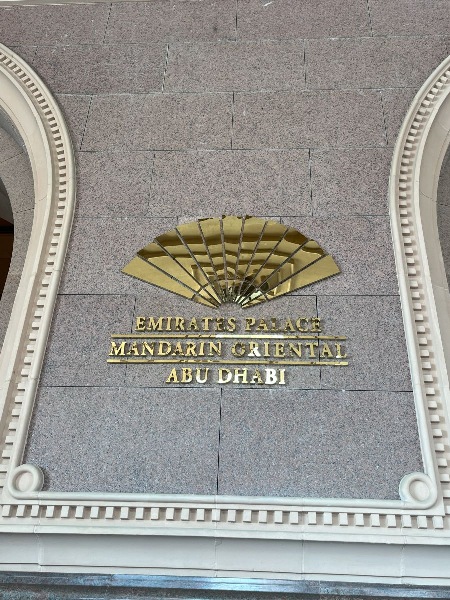 EMIRATES PALACE
MANDARIN ORIENTAL
ABU DHABI